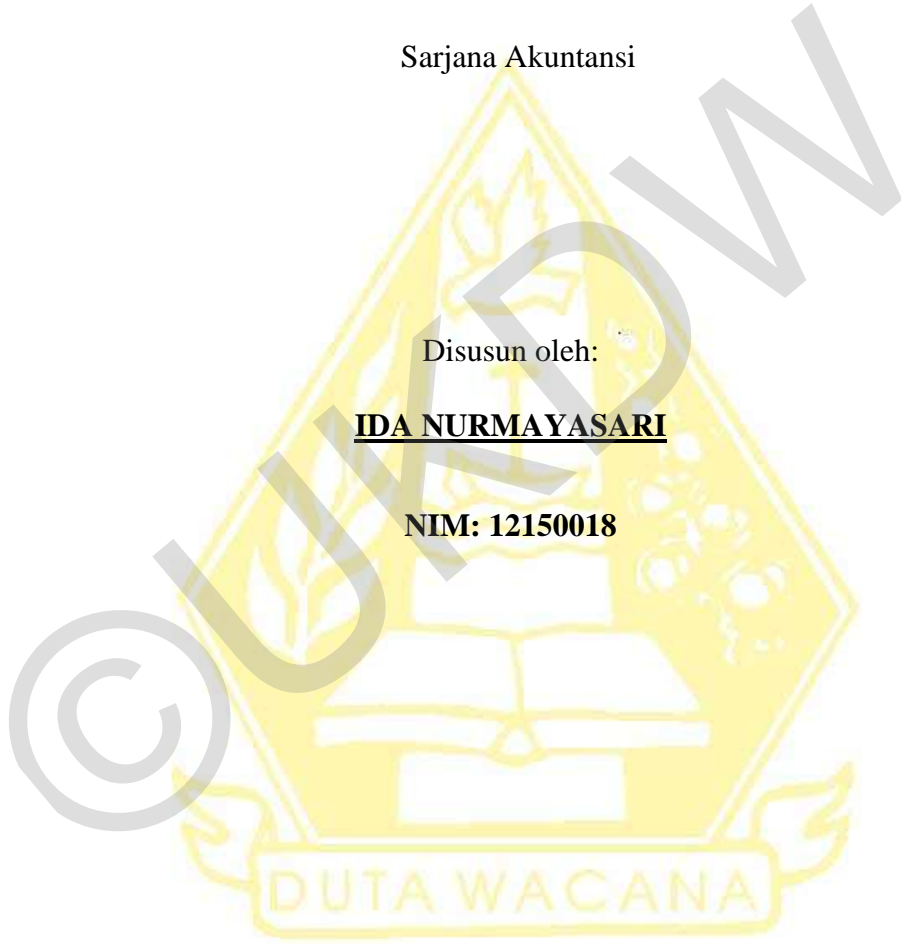 Sarjana Akuntansi
Disusun oleh:
IDA NURMAYASARI
NIM: 12150018
©UKDW
DUTA WACANA